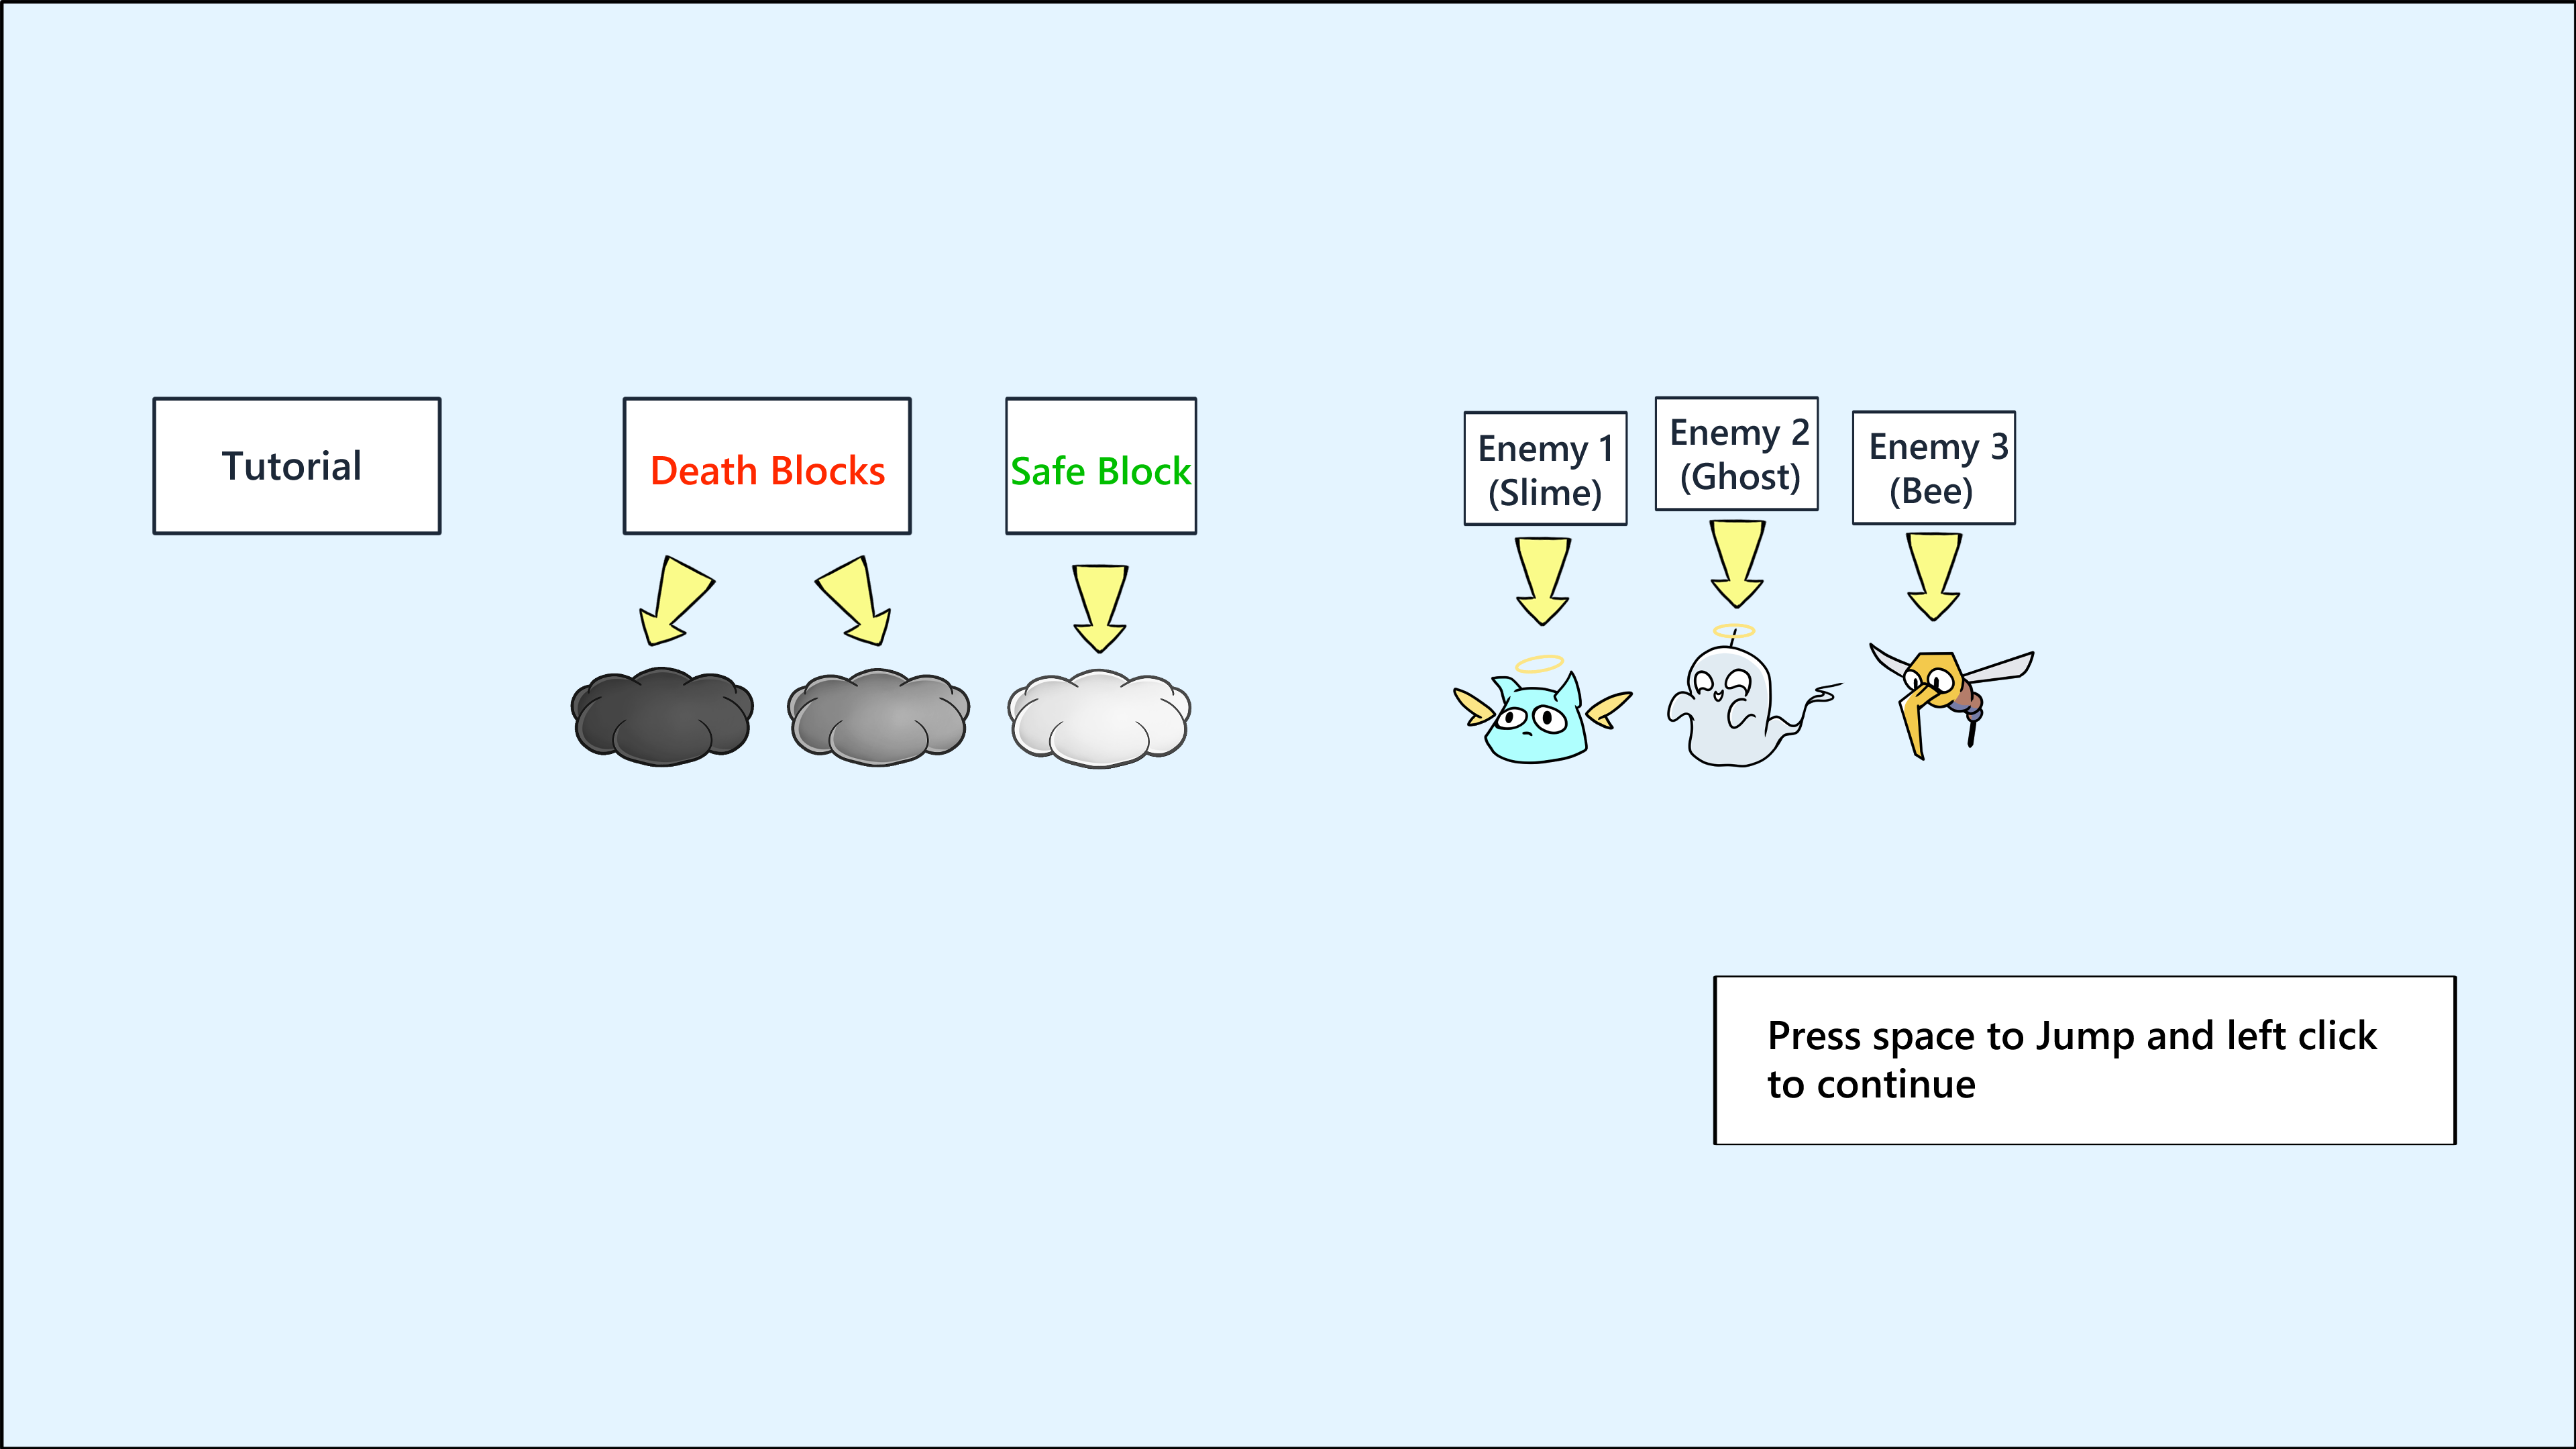 Tutorial
Death Blocks
Safe Block
Enemy 1
(Slime)
Enemy 2
(Ghost)
Enemy 3
(Bee)
Press space to Jump and left click
to continue